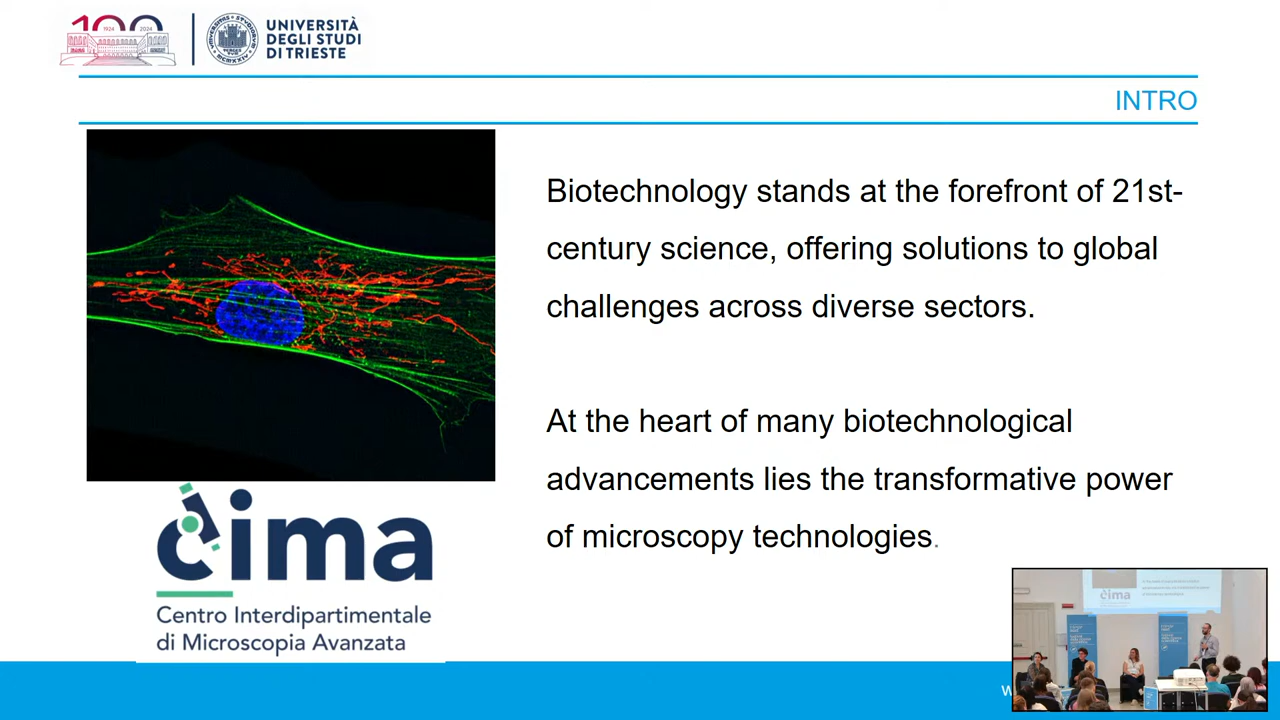 100
1924
2024
UNIVERSITÀ
DEGLI STUDI
DI TRIESTE
INTRO
Biotechnology stands at the forefront of 21st-
century science, offering solutions to global
challenges across diverse sectors.
At the heart of many biotechnological
advancements lies the transformative power
of microscopy technologies.
cima
Centro Interdipartimentale
di Microscopia Avanzata